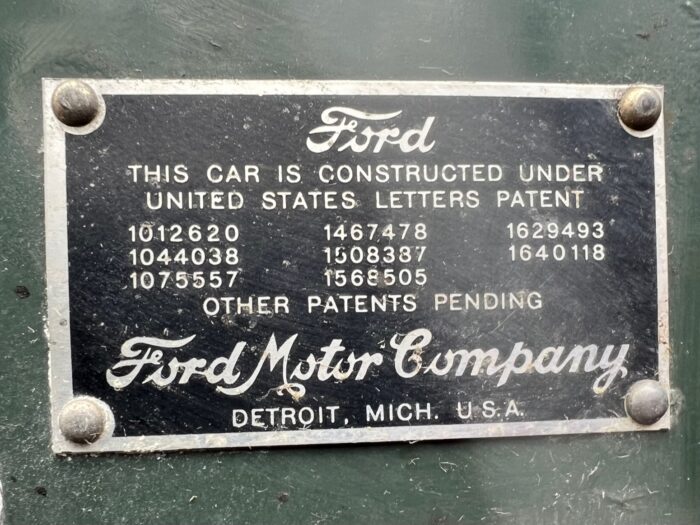 Ford
THIS CAR IS CONSTRUCTED UNDER
UNITED STATES LETTERS PATENT
1012620 1467478 1629493
1044038 1508387 1640118
1075557 1568505
OTHER PATENTS PENDING
Ford Motor Company
DETROIT, MICH. U.S.A.